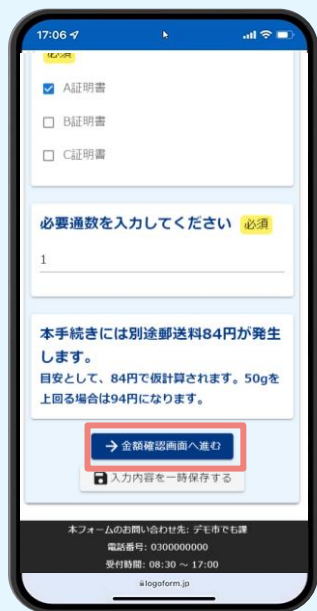 17:06
必須
A証明書
B証明書
C証明書
必要通数を入力してください 必須
1
本手続きには別途郵送料84円が発生
します。
目安として、84円で仮計算されます。50gを
上回る場合は94円になります。
→ 金額確認画面へ進む
入力内容を一時保存する
本フォームのお問い合わせ先: デモ市でも課
電話番号: 0300000000
受付時間: 08:30 ～ 17:00
logoform.jp